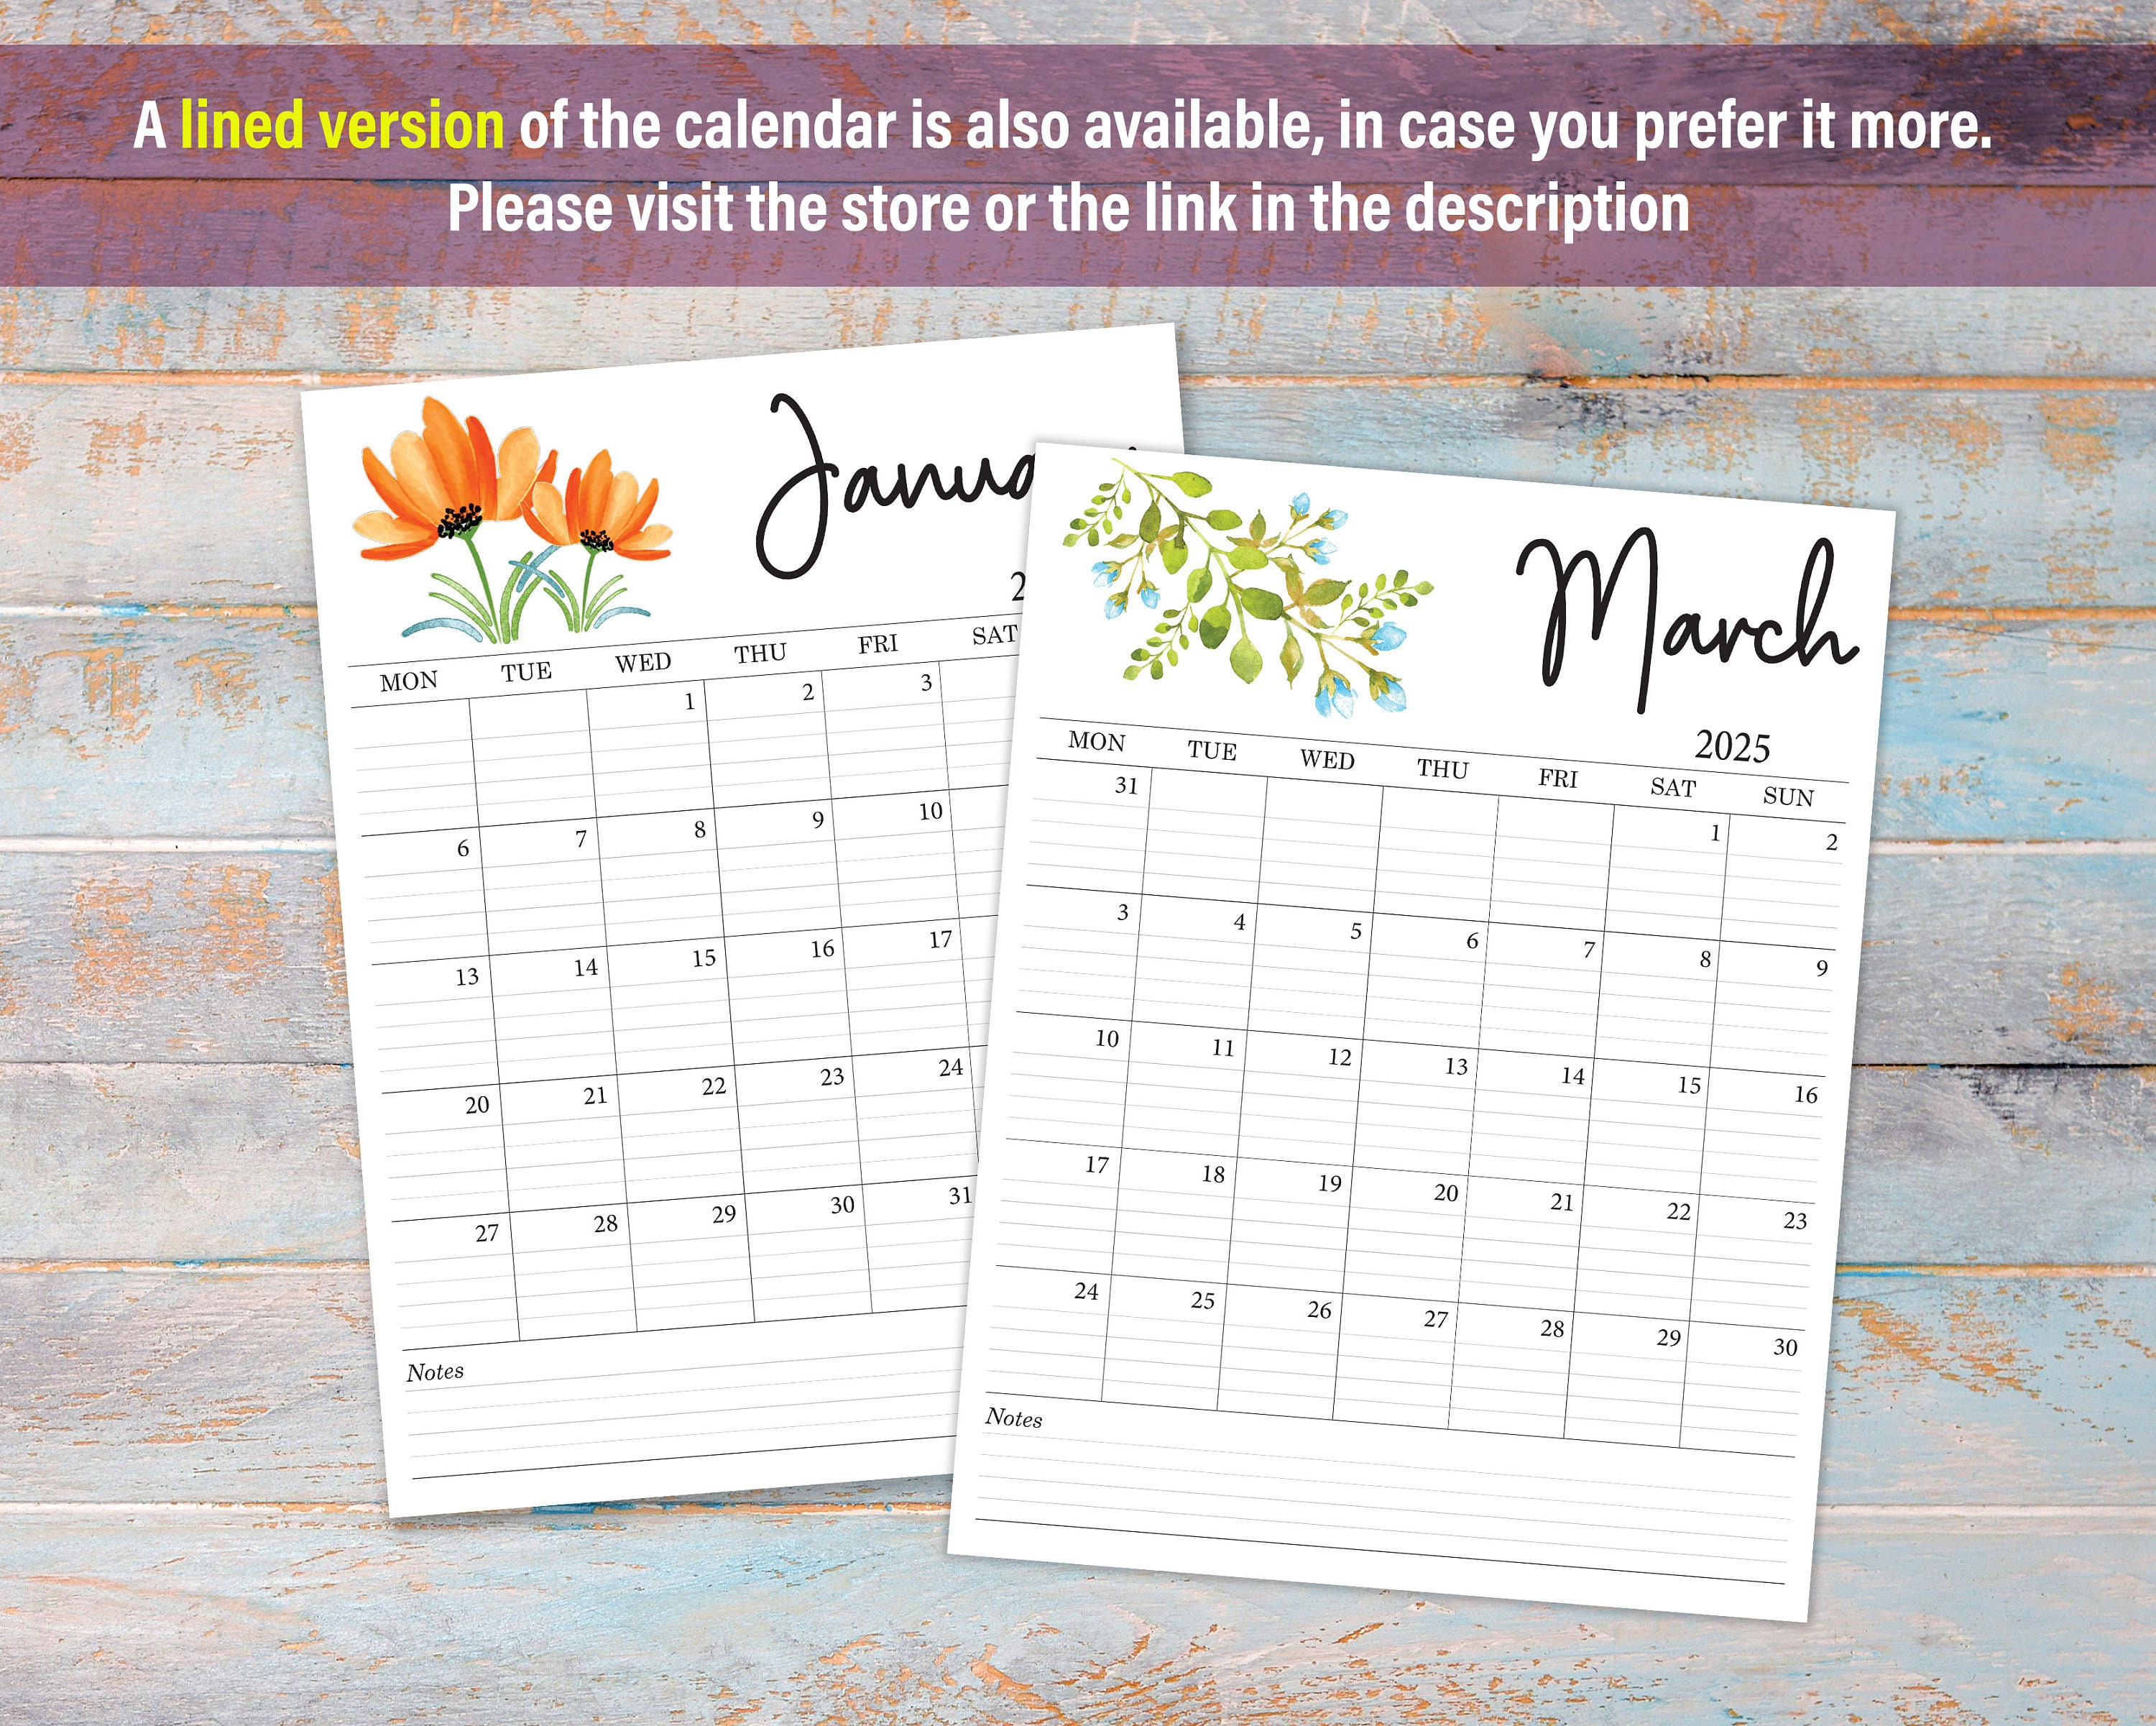 A lined version of the calendar is also available, in case you prefer it more.
Please visit the store or the link in the description
MON TUE WED THU FRI SAT
1 2 3
6 7 8 9 10
13 14 15 16 17
20 21 22 23 24
27 28 29 30 31
Notes
March
2025
MON TUE WED THU FRI SAT SUN
31 1 2
3 4 5 6 7 8 9
10 11 12 13 14 15 16
17 18 19 20 21 22 23
24 25 26 27 28 29 30
Notes